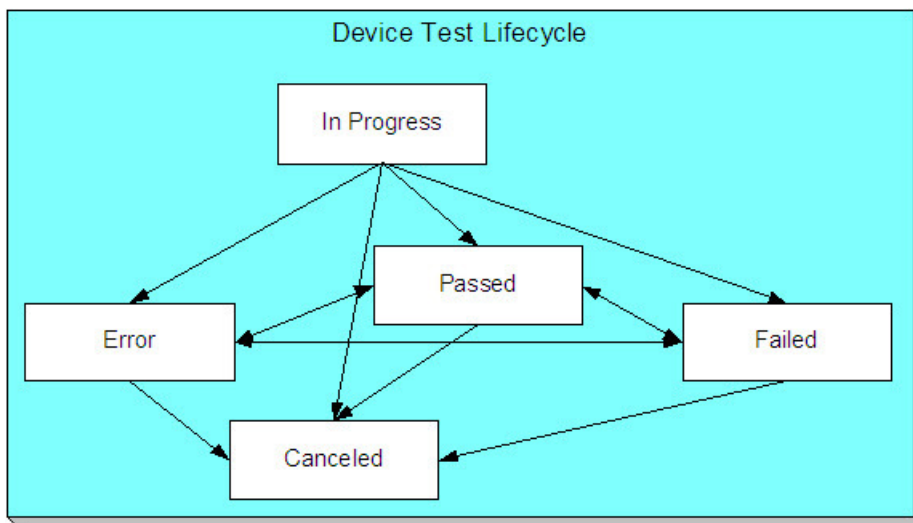 Device Test Lifecycle
In Progress
Passed
Error
Failed
Canceled